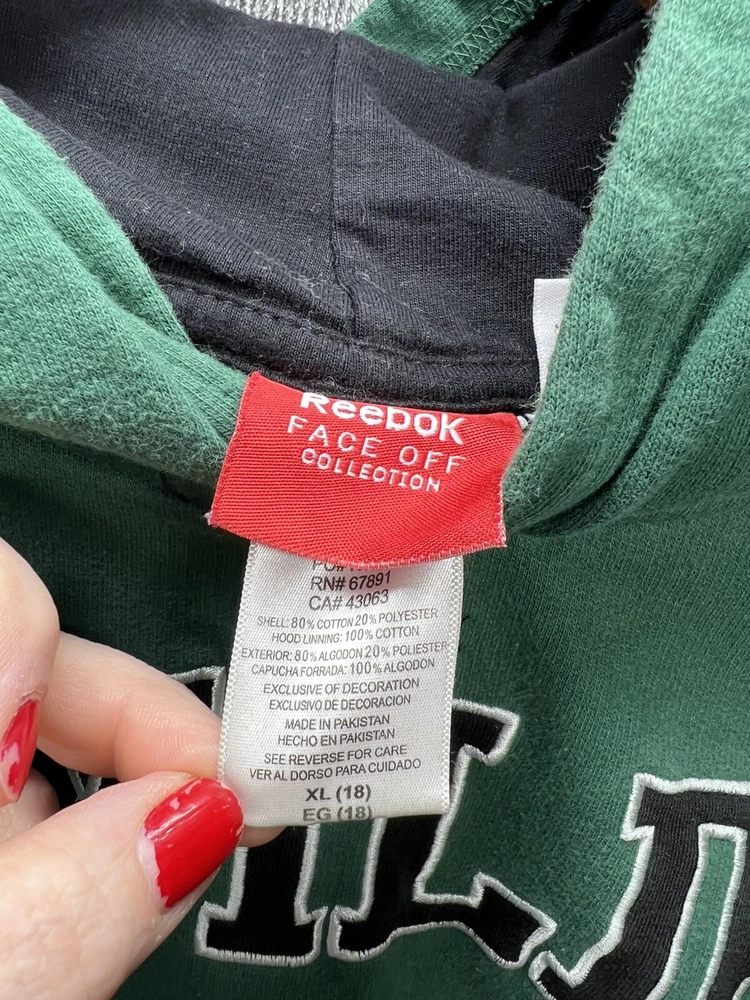 Reebok
FACE OFF
COLLECTION
RN# 67891
CA# 43063
SHELL: 80% COTTON 20% POLYESTER
HOOD LINNING: 100% COTTON
EXTERIOR: 80% ALGODON 20% POLIESTER
CAPUCHA FORRADA: 100% ALGODON
EXCLUSIVE OF DECORATION
EXCLUSIVO DE DECORACION
MADE IN PAKISTAN
HECHO EN PAKISTAN
SEE REVERSE FOR CARE
VER AL DORSO PARA CUIDADO
XL (18)
EG (18)